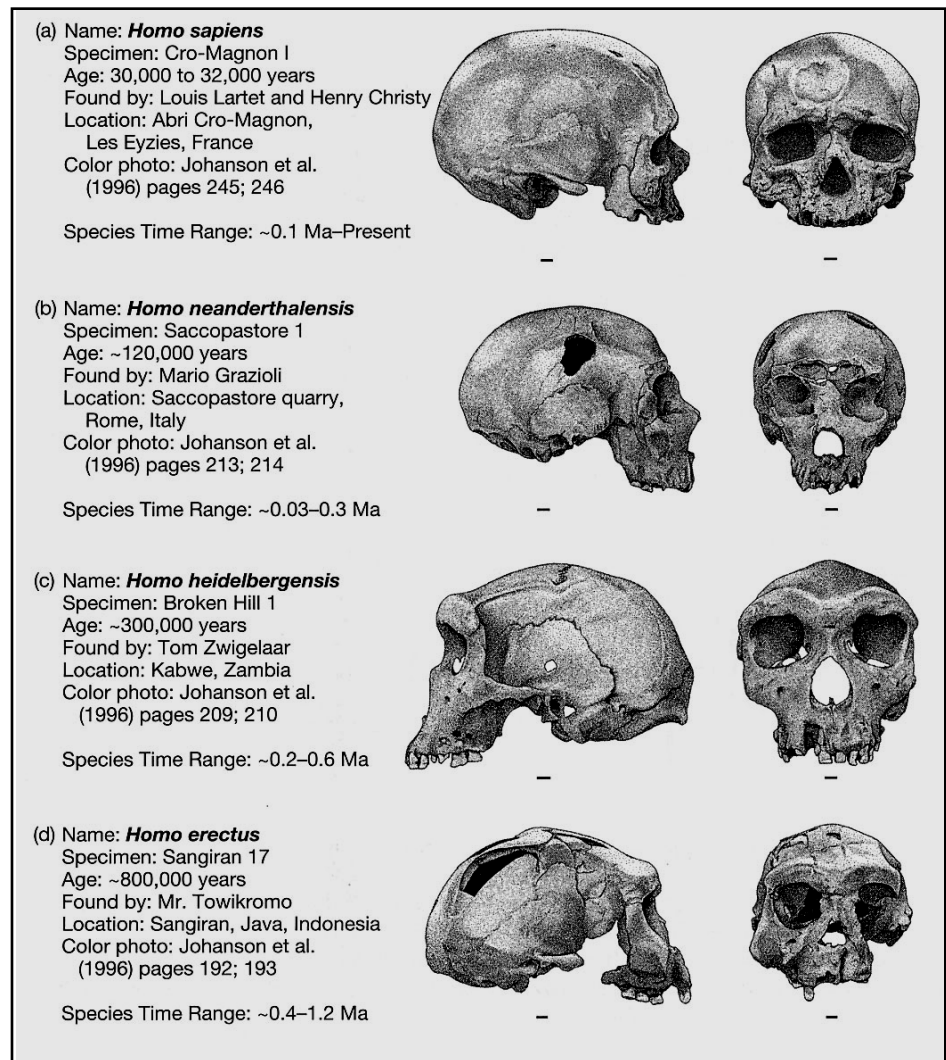 (a) Name: Homo sapiens
Specimen: Cro-Magnon I
Age: 30,000 to 32,000 years
Found by: Louis Lartet and Henry Christy
Location: Abri Cro-Magnon,
Les Eyzies, France
Color photo: Johanson et al.
(1996) pages 245; 246
Species Time Range: ~0.1 Ma–Present
(b) Name: Homo neanderthalensis
Specimen: Saccopastore 1
Age: ~120,000 years
Found by: Mario Grazioli
Location: Saccopastore quarry,
Rome, Italy
Color photo: Johanson et al.
(1996) pages 213; 214
Species Time Range: ~0.03–0.3 Ma
(c) Name: Homo heidelbergensis
Specimen: Broken Hill 1
Age: ~300,000 years
Found by: Tom Zwigelaar
Location: Kabwe, Zambia
Color photo: Johanson et al.
(1996) pages 209; 210
Species Time Range: ~0.2–0.6 Ma
(d) Name: Homo erectus
Specimen: Sangiran 17
Age: ~800,000 years
Found by: Mr. Towikromo
Location: Sangiran, Java, Indonesia
Color photo: Johanson et al.
(1996) pages 192; 193
Species Time Range: ~0.4–1.2 Ma